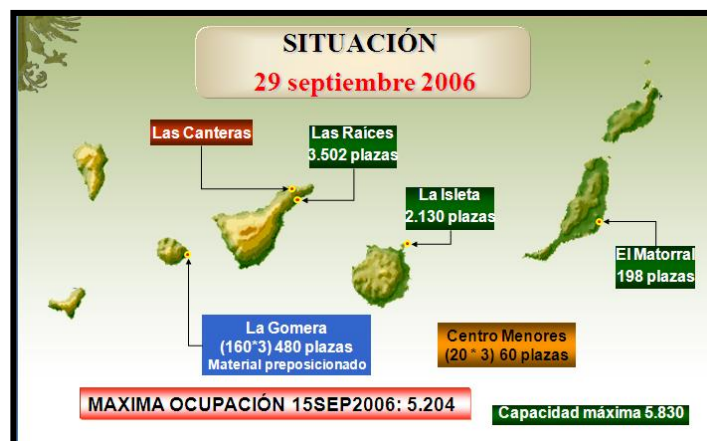 SITUACIÓN
29 septiembre 2006
Las Canteras
Las Raices
3.502 plazas
La Isleta
2.130 plazas
El Matorral
198 plazas
La Gomera
(160*3) 480 plazas
Material preposicionado
Centro Menores
(20 * 3) 60 plazas
MAXIMA OCUPACIÓN 15SEP2006: 5.204
Capacidad máxima 5.830